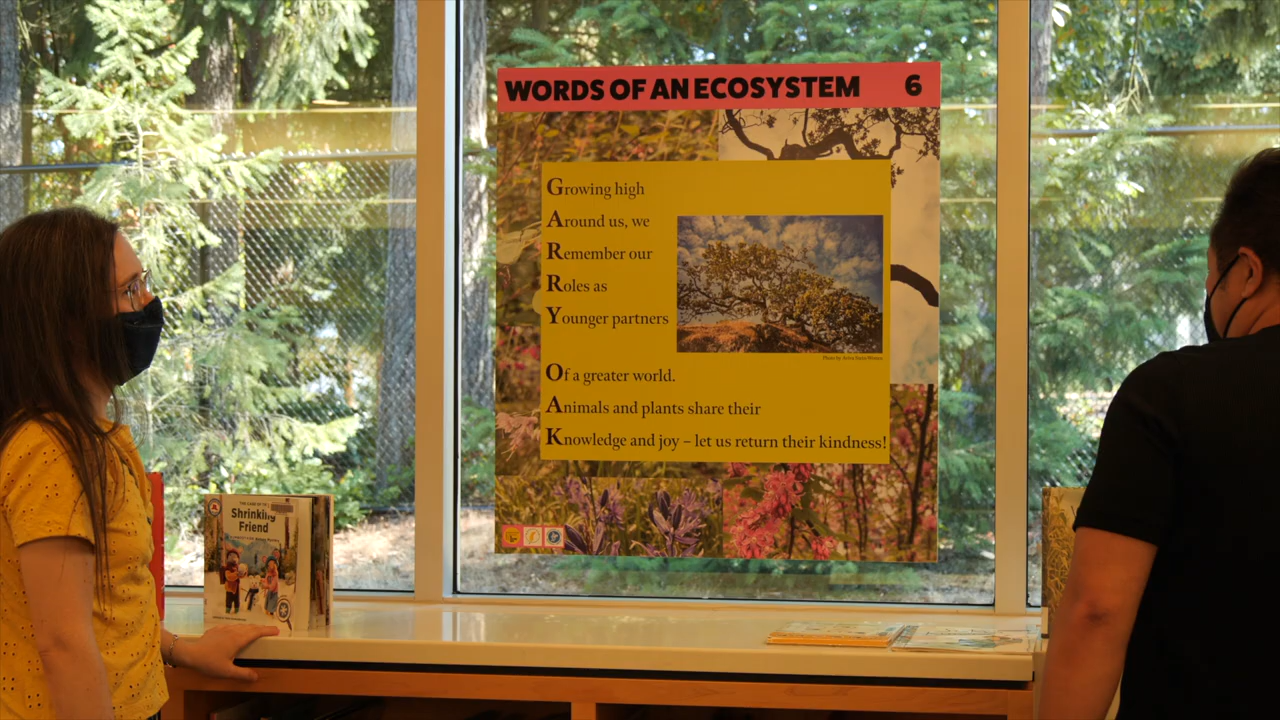 WORDS OF AN ECOSYSTEM 6
Growing high
Around us, we
Remember our
Roles as
Younger partners
Of a greater world.
Animals and plants share their
Knowledge and joy – let us return their kindness!
Shrinking
Friend